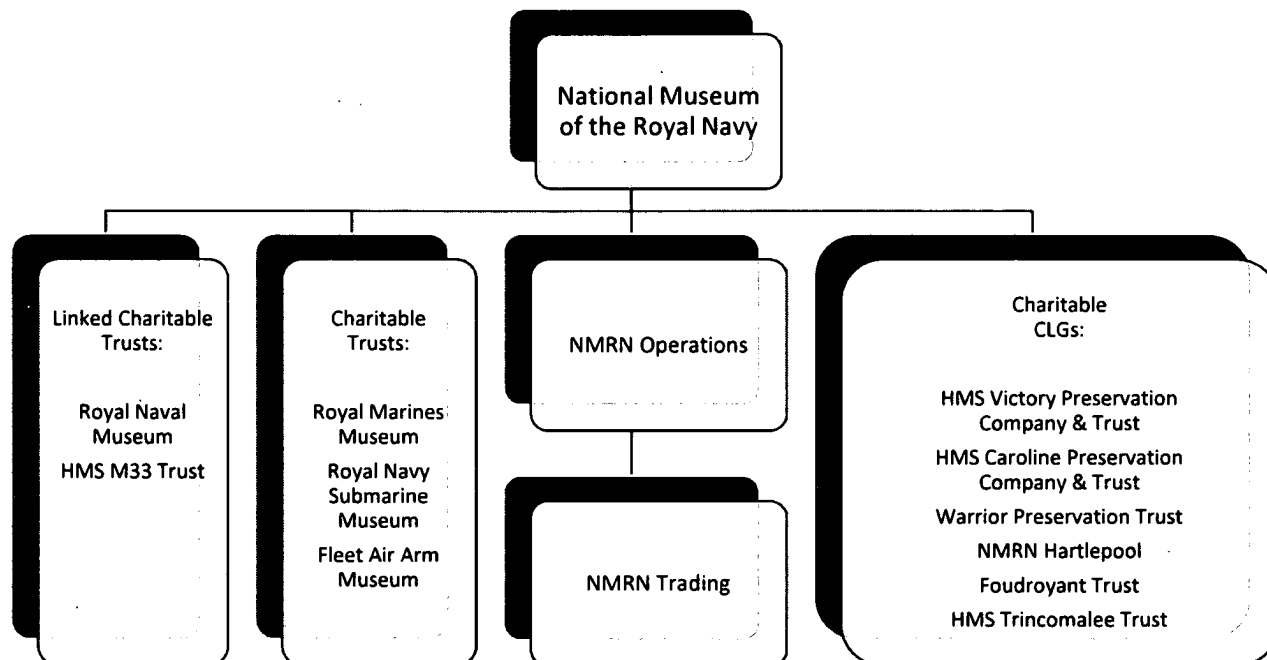 National Museum
of the Royal Navy
Linked Charitable
Trusts:
Royal Naval
Museum
HMS M33 Trust
Charitable
Trusts:
Royal Marines
Museum
Royal Navy
Submarine
Museum
Fleet Air Arm
Museum
NMRN Operations
NMRN Trading
Charitable
CLGs:
HMS Victory Preservation
Company & Trust
HMS Caroline Preservation
Company & Trust
Warrior Preservation Trust
NMRN Hartlepool
Foudroyant Trust
HMS Trincomalee Trust